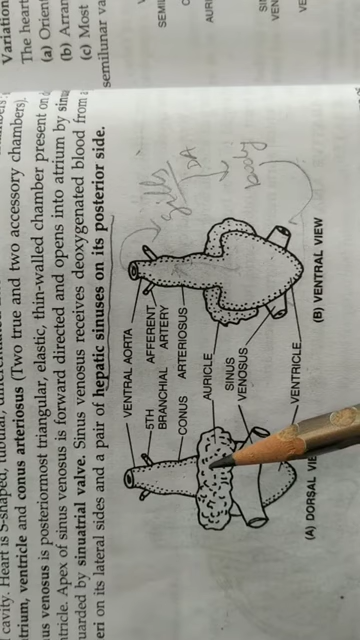 Variation
The heart
(a) Orient
(b) Arran
(c) Most
semilunar va
SEMIL
AURI
VEN
cavity. Heart is S-shaped, tubular,
trium, ventricle and conus arteriosus (Two true and two accessory chambers).
us venosus is posteriormost triangular, elastic, thin-walled chamber present on
tricle. Apex of sinus venosus is forward directed and opens into atrium by sinu
uarded by sinuatrial valve. Sinus venosus receives deoxygenated blood from
eri on its lateral sides and a pair of hepatic sinuses on its posterior side.
gills
DA
body
VENTRAL AORTA
5TH AFFERENT
BRANCHIAL ARTERY
CONUS ARTERIOSUS
AURICLE
SINUS
VENOSUS
VENTRICLE
(A) DORSAL VIE
(B) VENTRAL VIEW